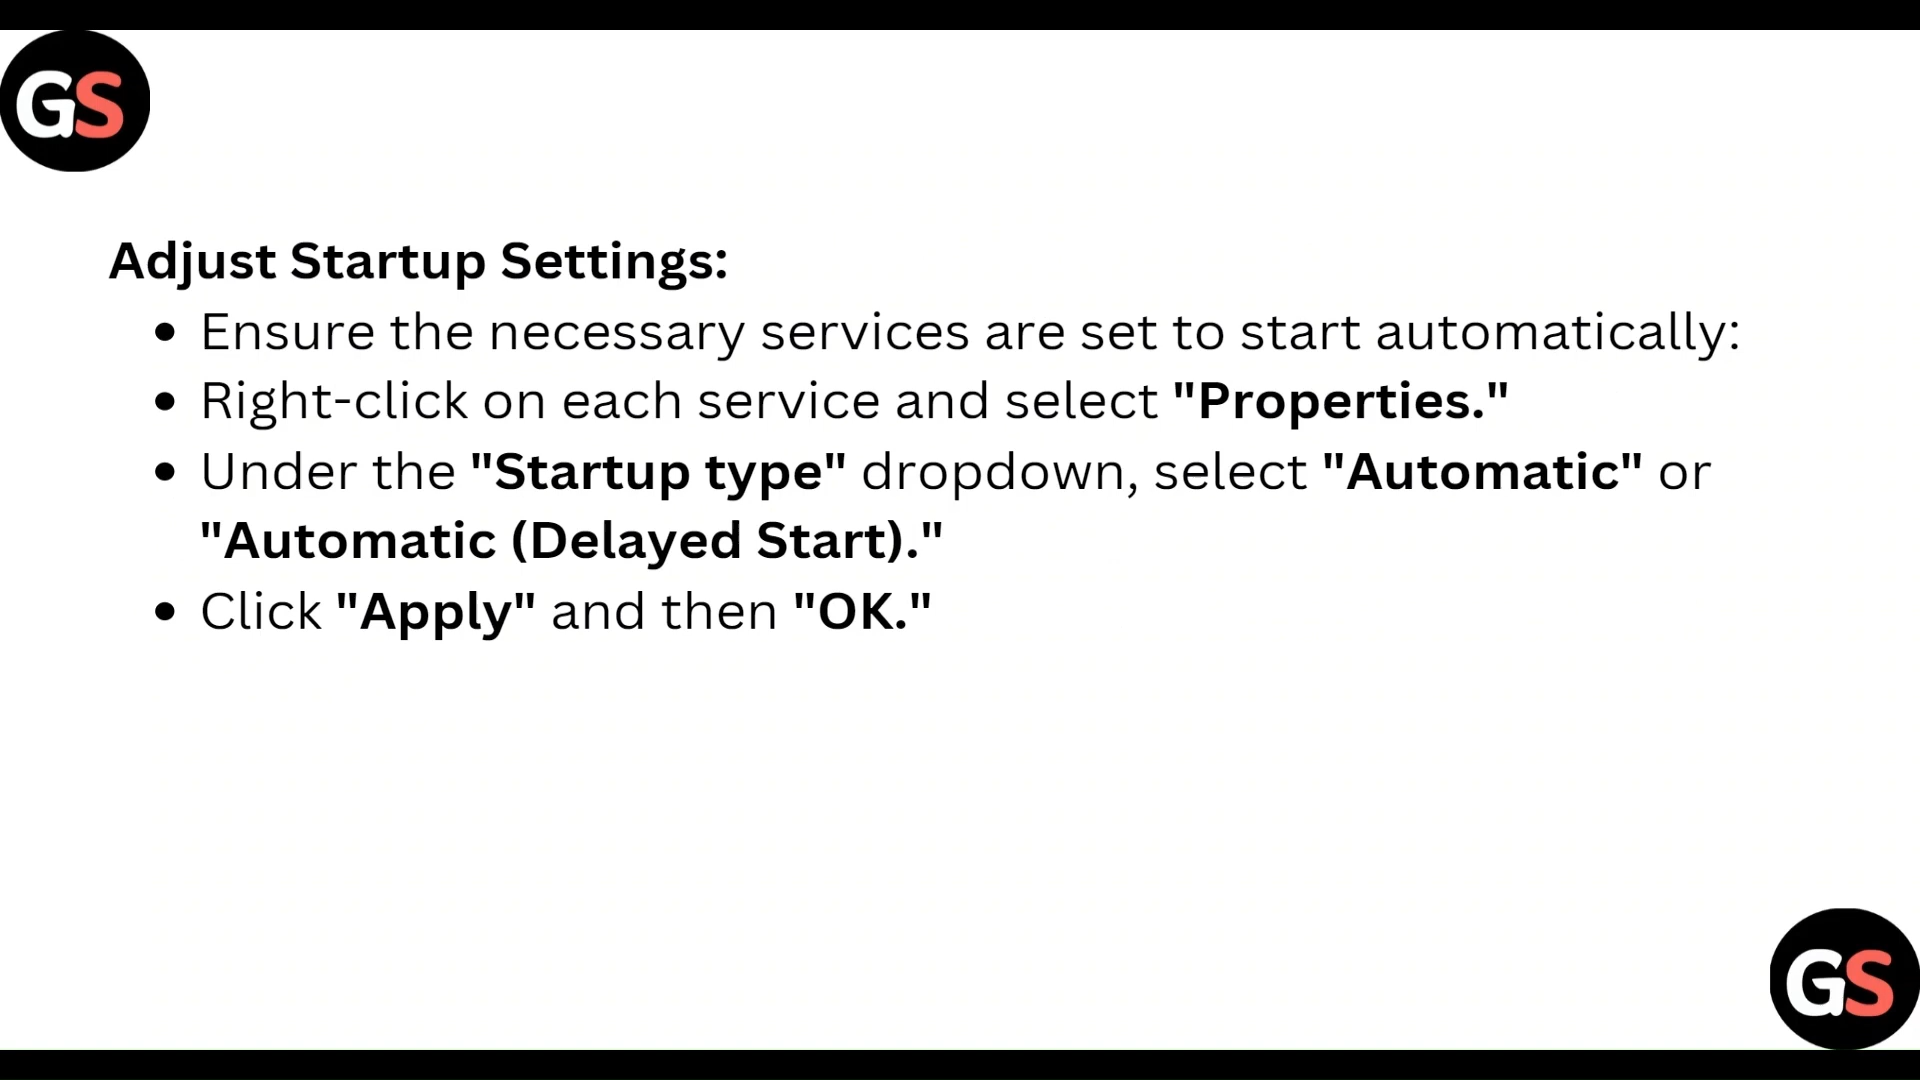 GS
Adjust Startup Settings:
• Ensure the necessary services are set to start automatically:
• Right-click on each service and select "Properties."
• Under the "Startup type" dropdown, select "Automatic" or
"Automatic (Delayed Start)."
• Click "Apply" and then "OK."
GS